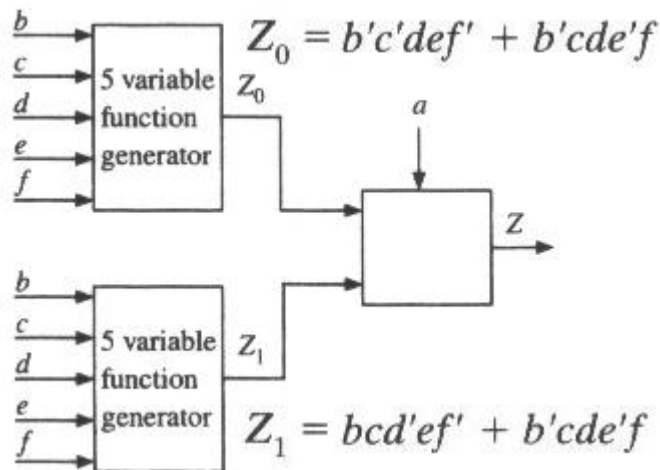 b
c
d
e
f
5 variable
function
generator
Z₀
Z₀ = b'c'def' + b'cde'f
a
Z
b
c
d
e
f
5 variable
function
generator
Z₁
Z₁ = bcd'ef' + b'cde'f